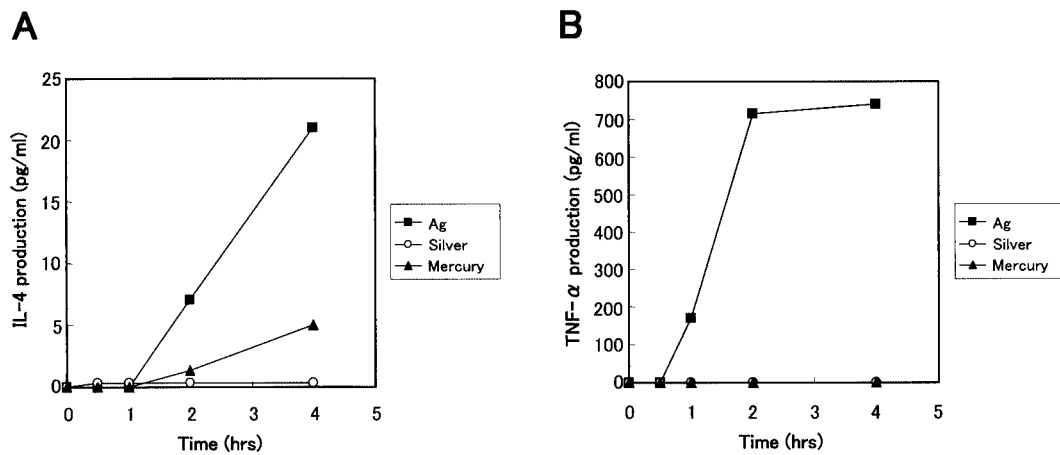 A
IL-4 production (pg/ml)
25
20
15
10
5
0
0 1 2 3 4 5
Time (hrs)
Ag
Silver
Mercury
B
TNF-α production (pg/ml)
800
700
600
500
400
300
200
100
0
0 1 2 3 4 5
Time (hrs)
Ag
Silver
Mercury